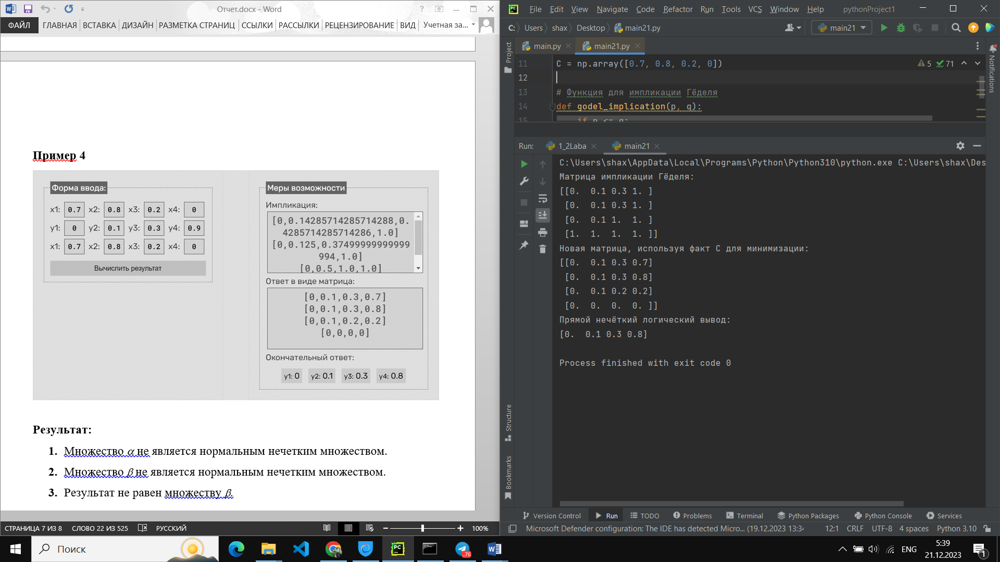 Отчет.docx - Word
ФАЙЛ ГЛАВНАЯ ВСТАВКА ДИЗАЙН РАЗМЕТКА СТРАНИЦ ССЫЛКИ РАССЫЛКИ РЕЦЕНЗИРОВАНИЕ ВИД Учетная за...
Пример 4
Форма ввода:
x1: 0.7 x2: 0.8 x3: 0.2 x4: 0
y1: 0 y2: 0.1 y3: 0.3 y4: 0.9
x1: 0.7 x2: 0.8 x3: 0.2 x4: 0
Вычислить результат
Меры возможности
Импликация:
[0,0.14285714285714288,0.
4285714285714286,1.0]
[0,0.125,0.37499999999999
994,1.0]
[0,0.5,1.0,1.0]
Ответ в виде матрица:
[0,0.1,0.3,0.7]
[0,0.1,0.3,0.8]
[0,0.1,0.2,0.2]
[0,0,0,0]
Окончательный ответ:
y1: 0 y2: 0.1 y3: 0.3 y4: 0.8
Результат:
1. Множество α не является нормальным нечетким множеством.
2. Множество β не является нормальным нечетким множеством.
3. Результат не равен множеству β.
СТРАНИЦА 7 ИЗ 8 СЛОВО 22 ИЗ 525 РУССКИЙ 100%
File Edit View Navigate Code Refactor Run Tools VCS Window Help pythonProject1
C: Users shax Desktop main21.py main21
Project
main.py main21.py
11 C = np.array([0.7, 0.8, 0.2, 0])
5 71
12
13 # Функция для импликации Гёделя
14 def godel_implication(p, q):
15 if p <= q:
Notifications
Run: 1_2Laba main21
C:\Users\shax\AppData\Local\Programs\Python\Python310\python.exe C:\Users\shax\Des
Матрица импликации Гёделя:
[[0. 0.1 0.3 1. ]
[0. 0.1 0.3 1. ]
[0. 0.1 1. 1. ]
[1. 1. 1. 1. ]]
Новая матрица, используя факт C для минимизации:
[[0. 0.1 0.3 0.7]
[0. 0.1 0.3 0.8]
[0. 0.1 0.2 0.2]
[0. 0. 0. 0. ]]
Прямой нечёткий логический вывод:
[0. 0.1 0.3 0.8]
Process finished with exit code 0
Structure
Bookmarks
Version Control Run TODO Problems Terminal Python Packages Python Console Services
Microsoft Defender configuration: The IDE has detected Micro... (19.12.2023 13:34 12:1 CRLF UTF-8 4 spaces Python 3.10
Поиск
PC
..76
ENG
5:39
21.12.2023
1